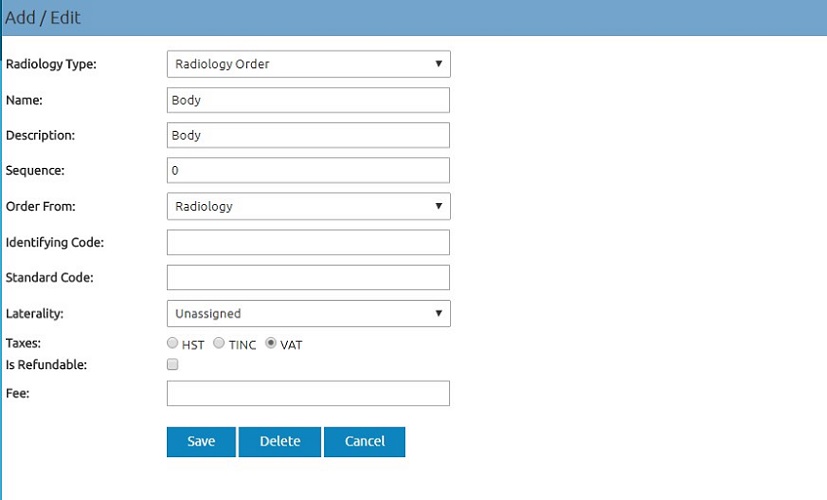 Add / Edit
Radiology Type: Radiology Order
Name: Body
Description: Body
Sequence: 0
Order From: Radiology
Identifying Code:
Standard Code:
Laterality: Unassigned
Taxes: HST TINC VAT
Is Refundable:
Fee:
Save Delete Cancel